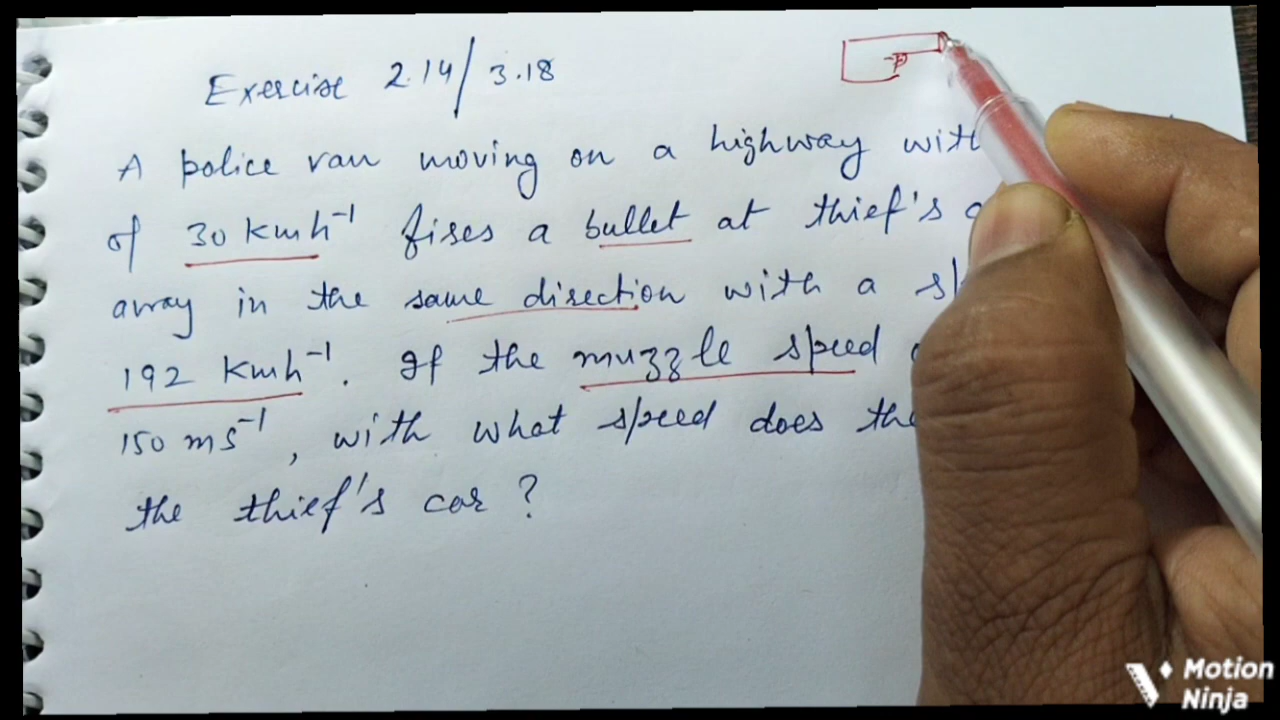 Exercise 2.14/3.18
A police van moving on a highway with
of 30 kmh⁻¹ fires a bullet at thief's
away in the same direction with a
192 kmh⁻¹. If the muzzle speed
150 ms⁻¹, with what speed does the
the thief's car ?
Motion
Ninja